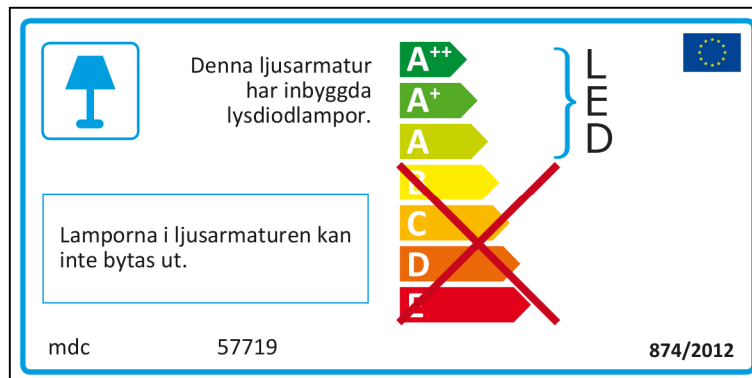 Denna ljusarmatur
har inbyggda
lysdiodlampor.
A++
A+
A
B
C
D
E
L
E
D
Lamporna i ljusarmaturen kan
inte bytas ut.
mdc 57719 874/2012